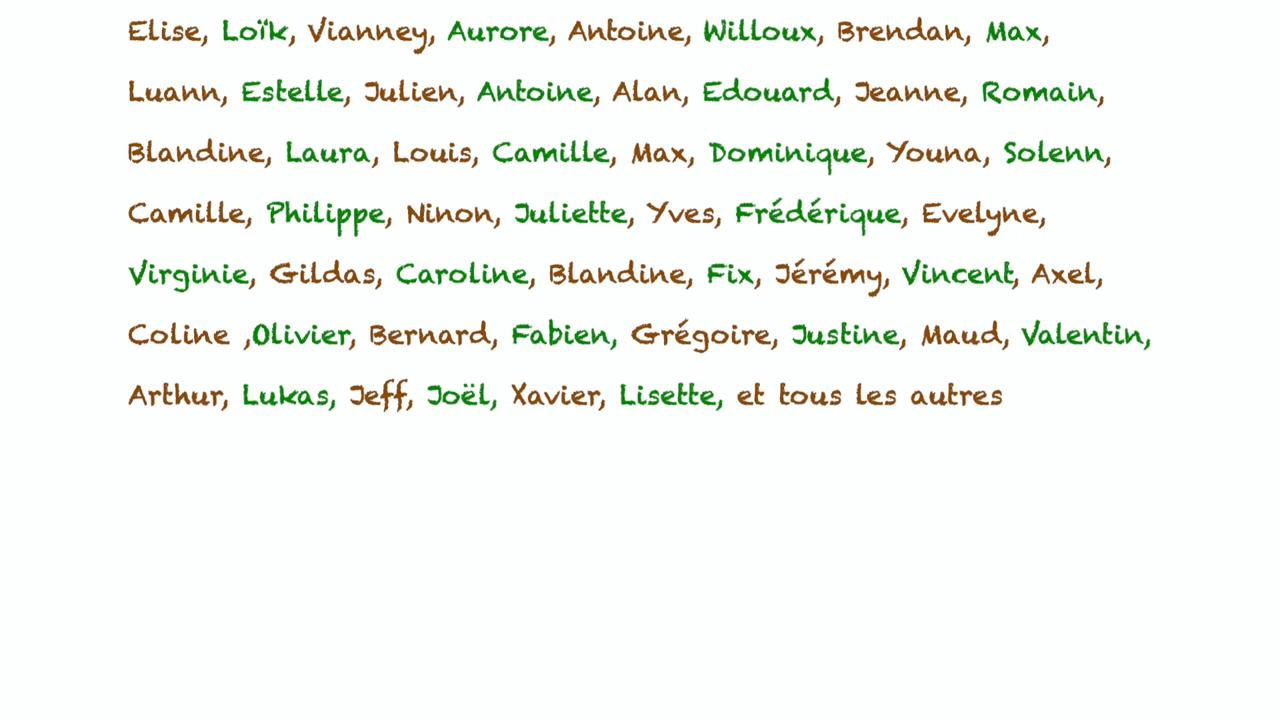 Elise, Loïk, Vianney, Aurore, Antoine, Willoux, Brendan, Max,
Luann, Estelle, Julien, Antoine, Alan, Edouard, Jeanne, Romain,
Blandine, Laura, Louis, Camille, Max, Dominique, Youna, Solenn,
Camille, Philippe, Ninon, Juliette, Yves, Frédérique, Evelyne,
Virginie, Gildas, Caroline, Blandine, Fix, Jérémy, Vincent, Axel,
Coline ,Olivier, Bernard, Fabien, Grégoire, Justine, Maud, Valentin,
Arthur, Lukas, Jeff, Joël, Xavier, Lisette, et tous les autres